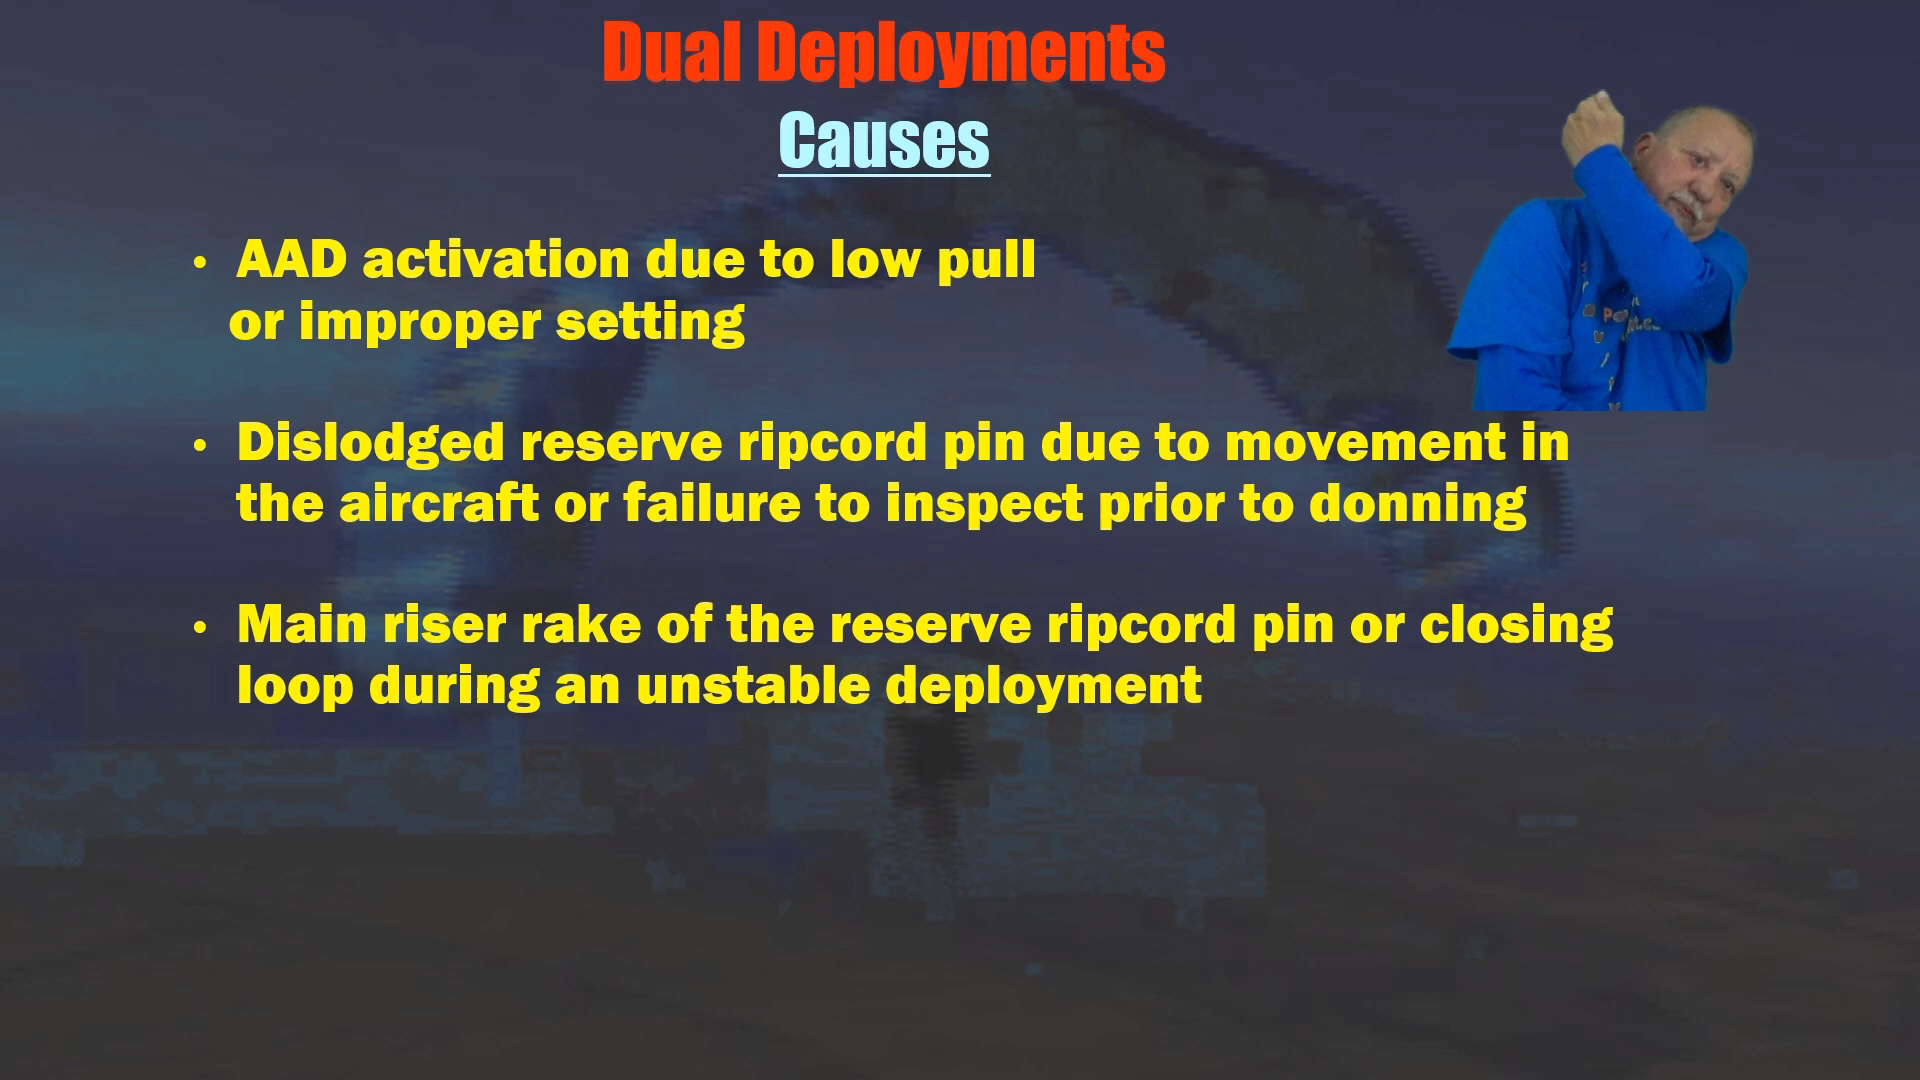 Dual Deployments
Causes
• AAD activation due to low pull
or improper setting
• Dislodged reserve ripcord pin due to movement in
the aircraft or failure to inspect prior to donning
• Main riser rake of the reserve ripcord pin or closing
loop during an unstable deployment